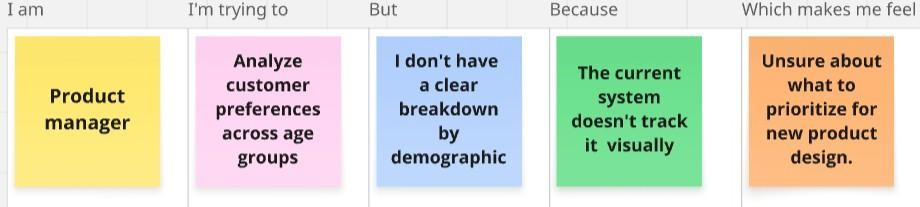 I am
I'm trying to
But
Because
Which makes me feel
Product
manager
Analyze
customer
preferences
across age
groups
I don't have
a clear
breakdown
by
demographic
The current
system
doesn't track
it visually
Unsure about
what to
prioritize for
new product
design.